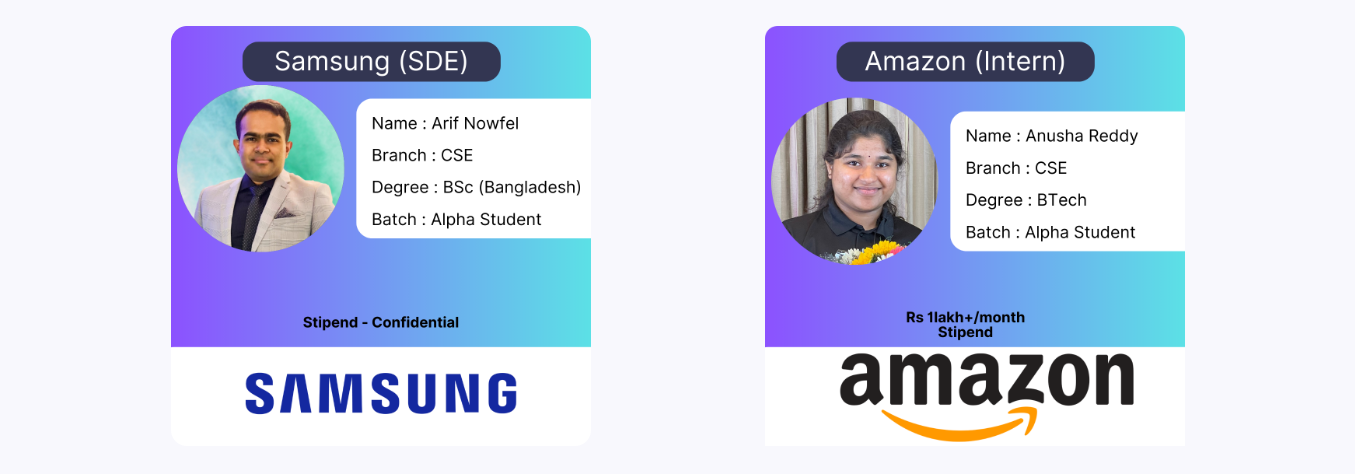 Samsung (SDE)
Name : Arif Nowfel
Branch : CSE
Degree : BSc (Bangladesh)
Batch : Alpha Student
Stipend - Confidential
SAMSUNG
Amazon (Intern)
Name : Anusha Reddy
Branch : CSE
Degree : BTech
Batch : Alpha Student
Rs 1lakh+/month
Stipend
amazon